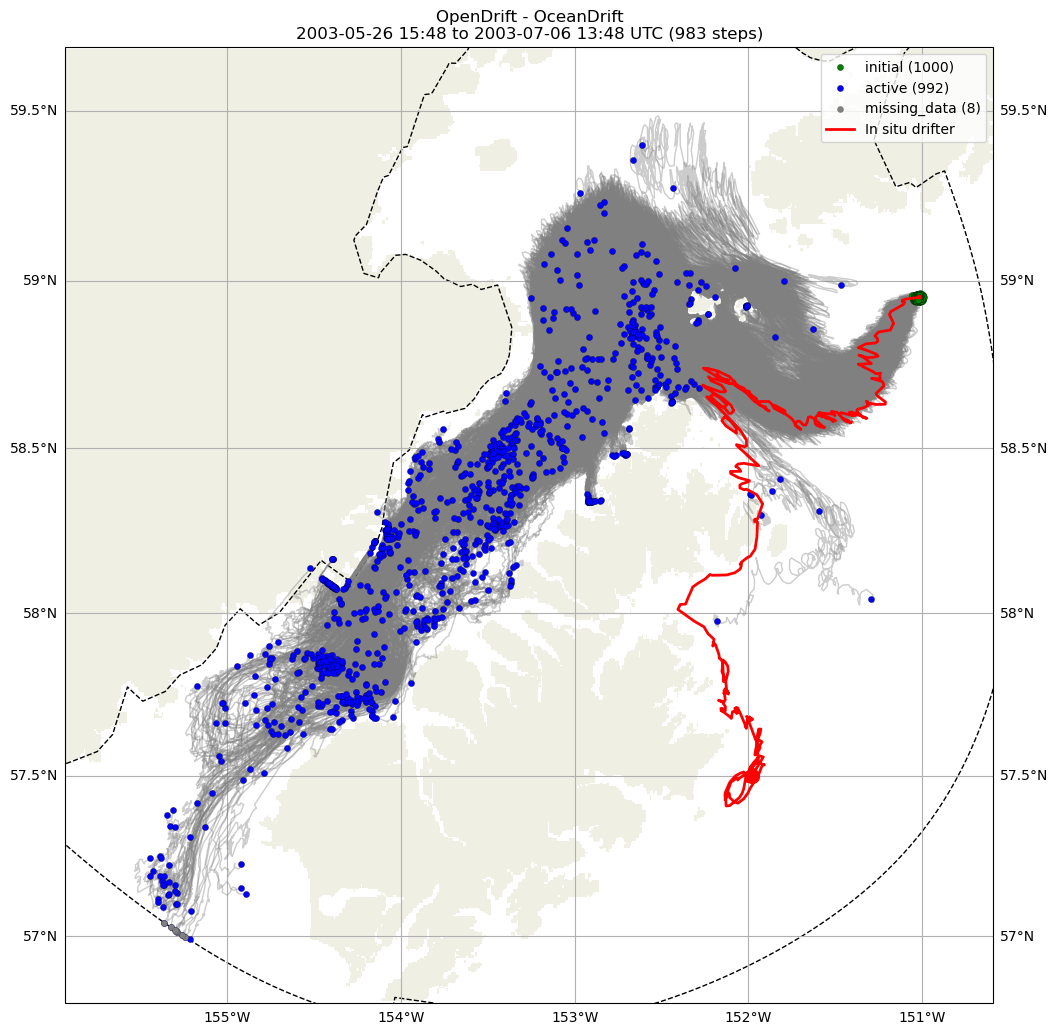 OpenDrift - OceanDrift
2003-05-26 15:48 to 2003-07-06 13:48 UTC (983 steps)
initial (1000)
active (992)
missing_data (8)
In situ drifter
59.5°N
59.5°N
59°N
59°N
58.5°N
58.5°N
58°N
58°N
57.5°N
57.5°N
57°N
57°N
155°W
154°W
153°W
152°W
151°W